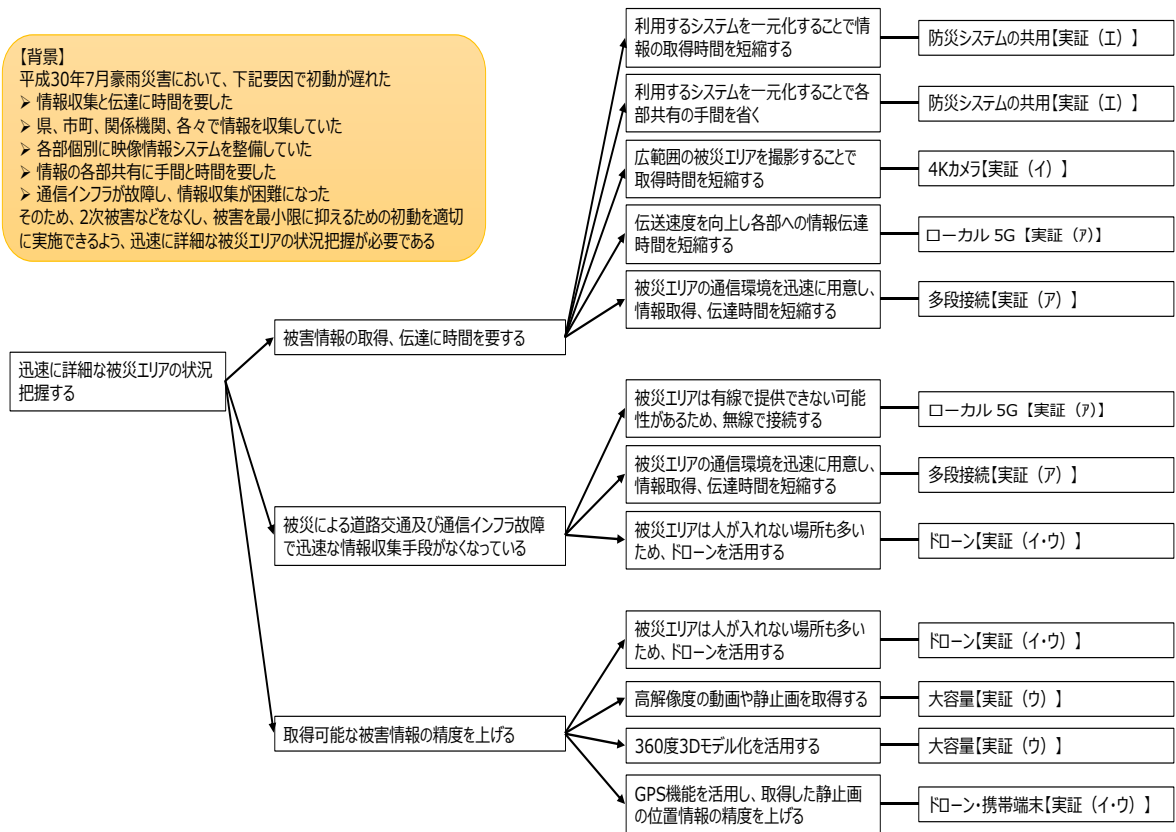 【背景】
平成30年7月豪雨災害において、下記要因で初動が遅れた
➢ 情報収集と伝達に時間を要した
➢ 県、市町、関係機関、各々で情報を収集していた
➢ 各部個別に映像情報システムを整備していた
➢ 情報の各部共有に手間と時間を要した
➢ 通信インフラが故障し、情報収集が困難になった
そのため、2次被害などをなくし、被害を最小限に抑えるための初動を適切
に実施できるよう、迅速に詳細な被災エリアの状況把握が必要である
迅速に詳細な被災エリアの状況
把握する
被害情報の取得、伝達に時間を要する
利用するシステムを一元化することで情
報の取得時間を短縮する
防災システムの共用【実証（エ）】
利用するシステムを一元化することで各
部共有の手間を省く
防災システムの共用【実証（エ）】
広範囲の被災エリアを撮影することで
取得時間を短縮する
4Kカメラ【実証（イ）】
伝送速度を向上し各部への情報伝達
時間を短縮する
ローカル 5G【実証（ア）】
被災エリアの通信環境を迅速に用意し、
情報取得、伝達時間を短縮する
多段接続【実証（ア）】
被災による道路交通及び通信インフラ故障
で迅速な情報収集手段がなくなっている
被災エリアは有線で提供できない可能
性があるため、無線で接続する
ローカル 5G【実証（ア）】
被災エリアの通信環境を迅速に用意し、
情報取得、伝達時間を短縮する
多段接続【実証（ア）】
被災エリアは人が入れない場所も多い
ため、ドローンを活用する
ドローン【実証（イ・ウ）】
取得可能な被害情報の精度を上げる
被災エリアは人が入れない場所も多い
ため、ドローンを活用する
ドローン【実証（イ・ウ）】
高解像度の動画や静止画を取得する
大容量【実証（ウ）】
360度3Dモデル化を活用する
大容量【実証（ウ）】
GPS機能を活用し、取得した静止画
の位置情報の精度を上げる
ドローン・携帯端末【実証（イ・ウ）】